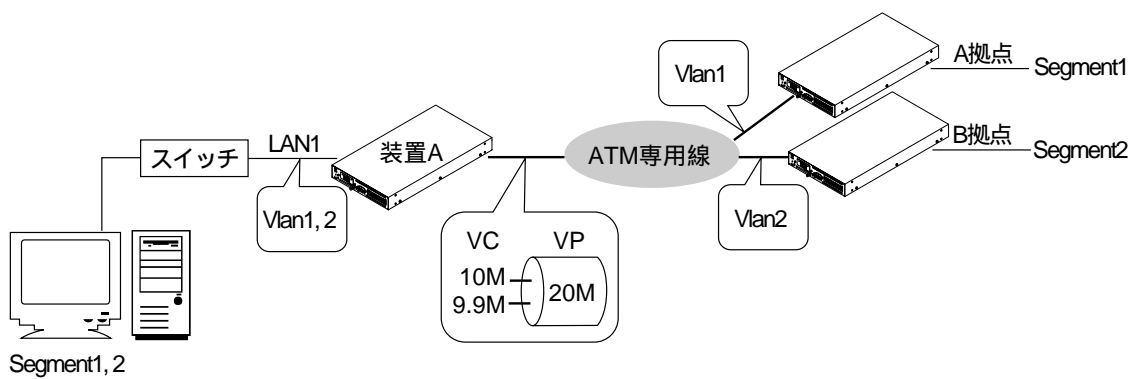 A拠点
Segment1
Vlan1
B拠点
Segment2
LAN1
スイッチ
装置A
ATM専用線
Vlan1, 2
Vlan2
VC VP
10M
9.9M
20M
Segment1, 2